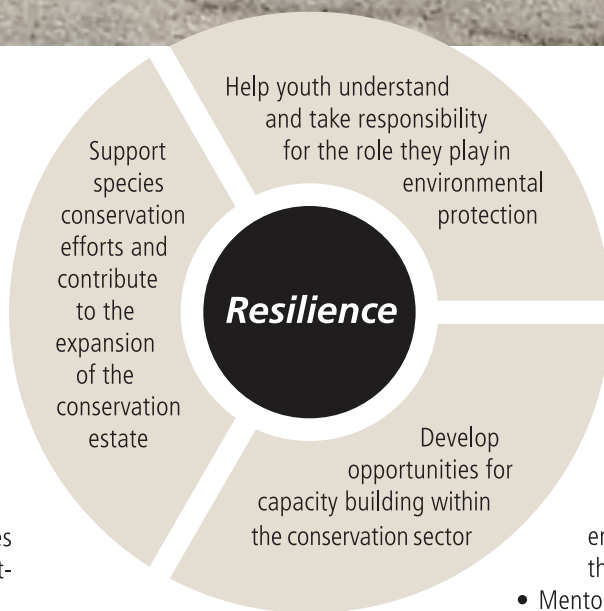 Help youth understand
and take responsibility
for the role they play in
environmental
protection
Support
species
conservation
efforts and
contribute
to the
expansion
of the
conservation
estate
Resilience
Develop
opportunities for
capacity building within
the conservation sector